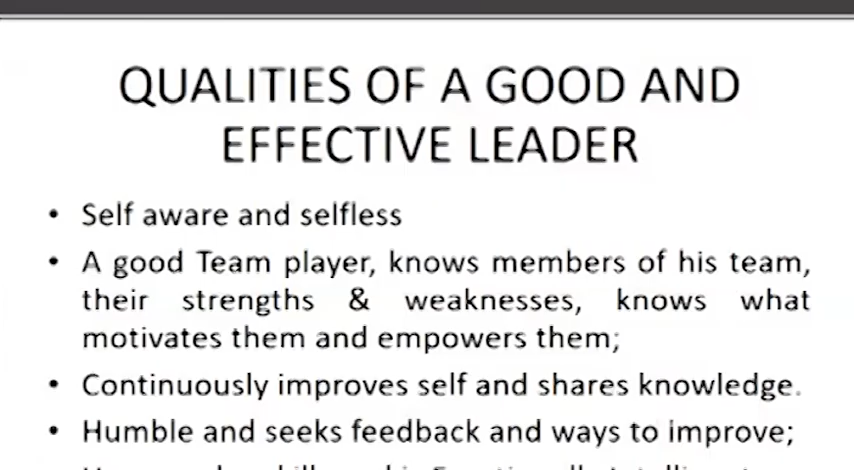 QUALITIES OF A GOOD AND
EFFECTIVE LEADER
• Self aware and selfless
• A good Team player, knows members of his team,
their strengths & weaknesses, knows what
motivates them and empowers them;
• Continuously improves self and shares knowledge.
• Humble and seeks feedback and ways to improve;